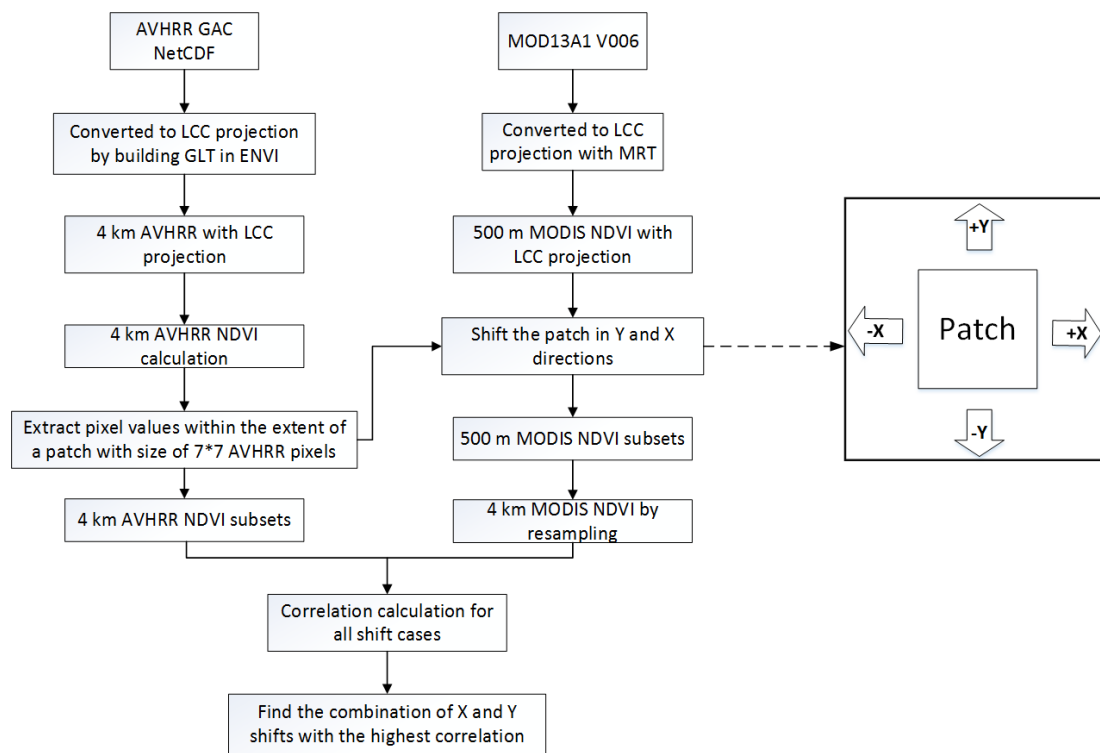 AVHRR GAC
NetCDF
Converted to LCC projection
by building GLT in ENVI
4 km AVHRR with LCC
projection
4 km AVHRR NDVI
calculation
Extract pixel values within the extent of
a patch with size of 7*7 AVHRR pixels
4 km AVHRR NDVI subsets
MOD13A1 V006
Converted to LCC
projection with MRT
500 m MODIS NDVI with
LCC projection
Shift the patch in Y and X
directions
500 m MODIS NDVI subsets
4 km MODIS NDVI by
resampling
Correlation calculation for
all shift cases
Find the combination of X and Y
shifts with the highest correlation
+Y
-X
Patch
+X
-Y